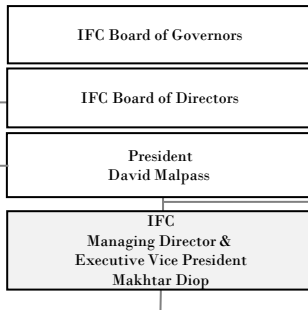 IFC Board of Governors
IFC Board of Directors
President
David Malpass
IFC
Managing Director &
Executive Vice President
Makhtar Diop